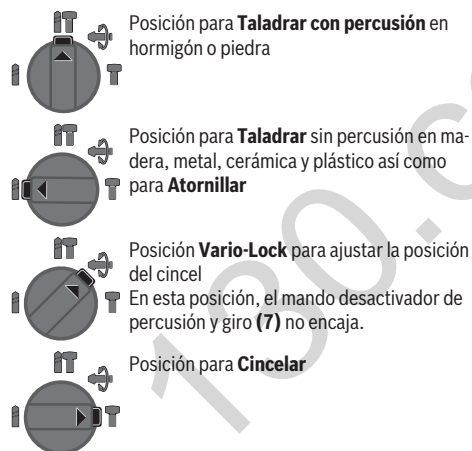 Posición para Taladrar con percusión en
hormigón o piedra
Posición para Taladrar sin percusión en ma-
dera, metal, cerámica y plástico así como
para Atornillar
Posición Vario-Lock para ajustar la posición
del cincel
En esta posición, el mando desactivador de
percusión y giro (7) no encaja.
Posición para Cincelar
130.c